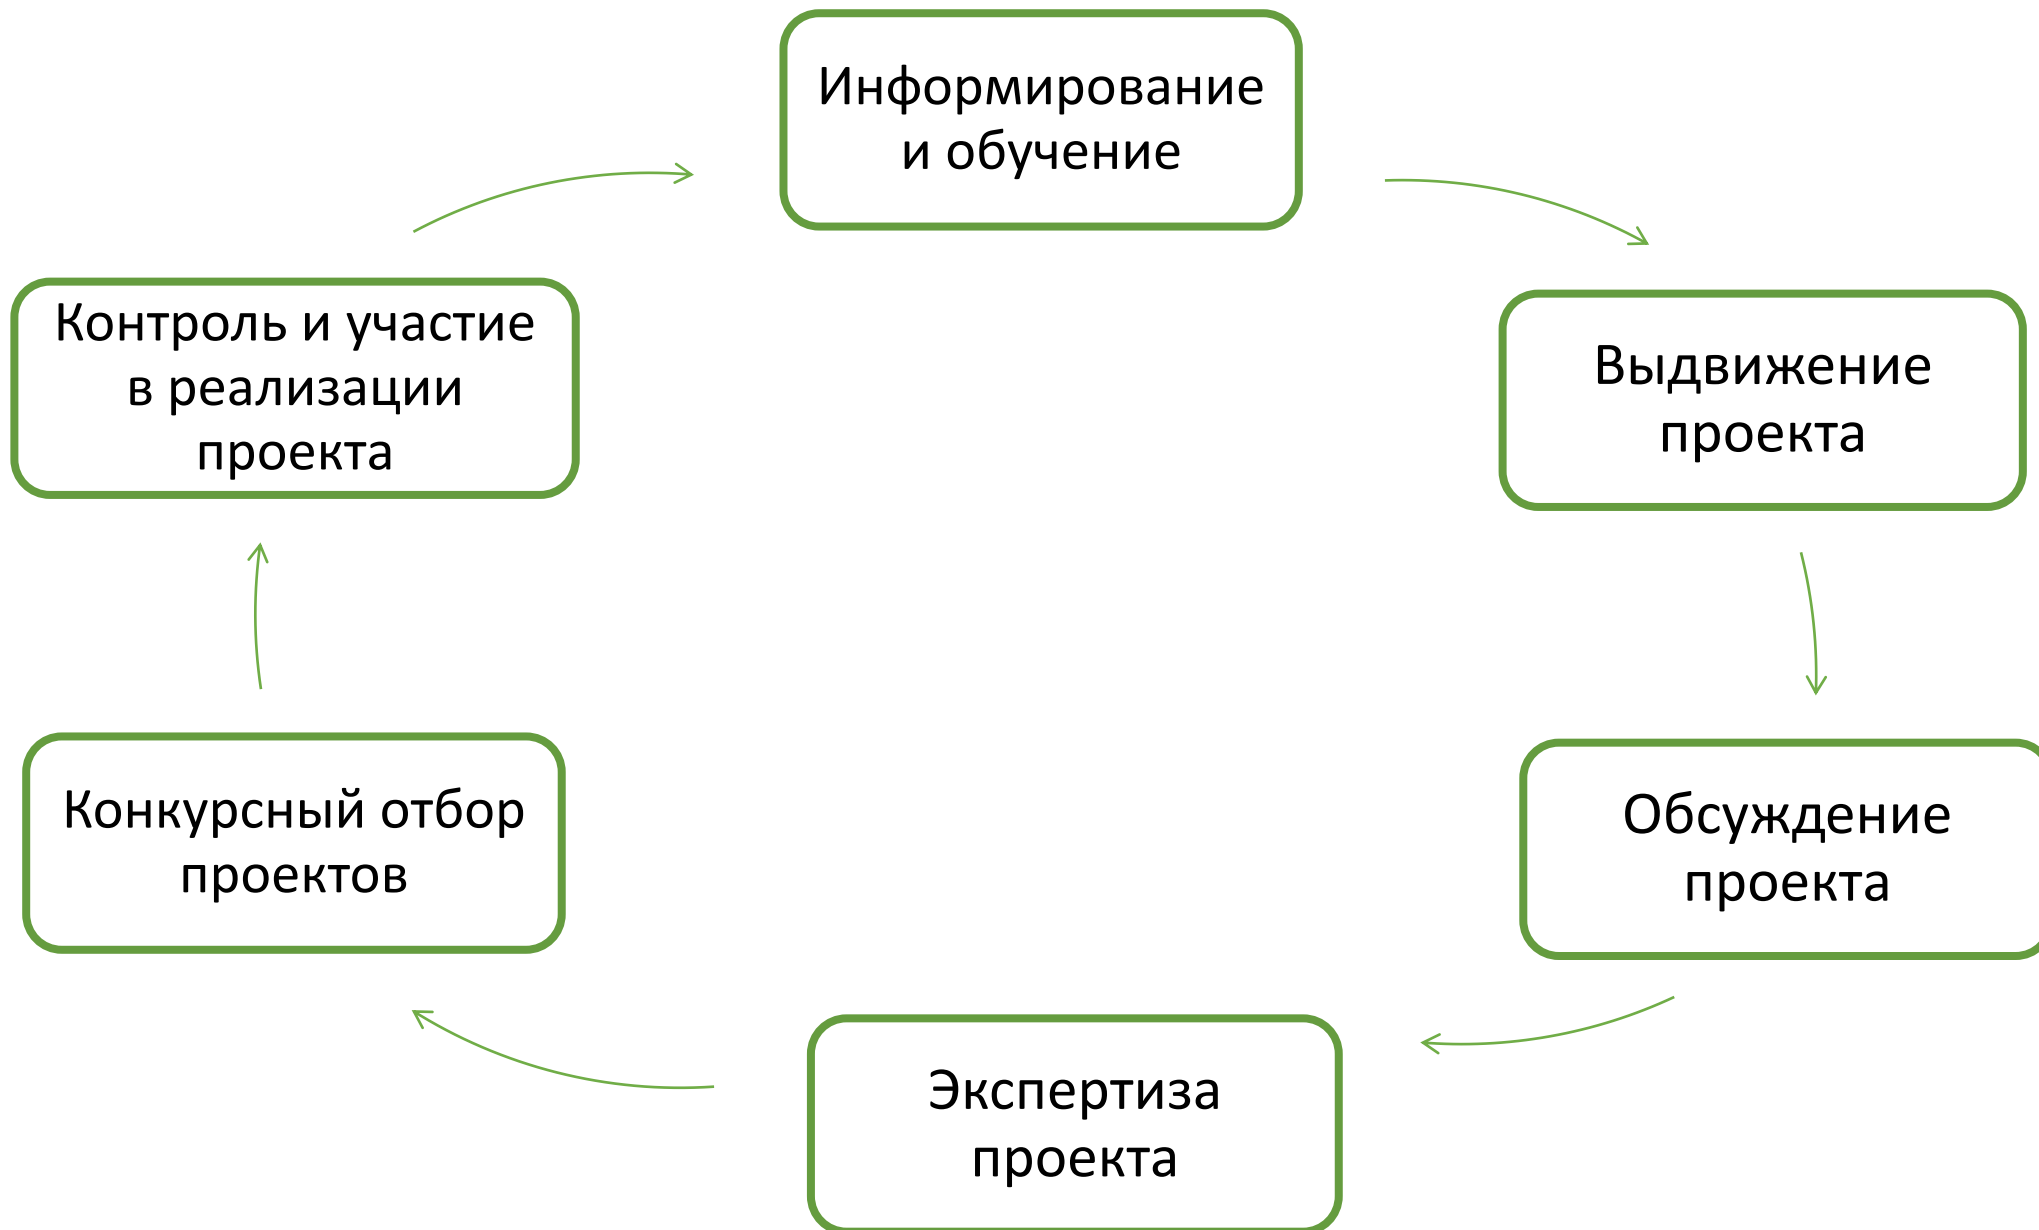 Информирование
и обучение
Выдвижение
проекта
Обсуждение
проекта
Экспертиза
проекта
Конкурсный отбор
проектов
Контроль и участие
в реализации
проекта